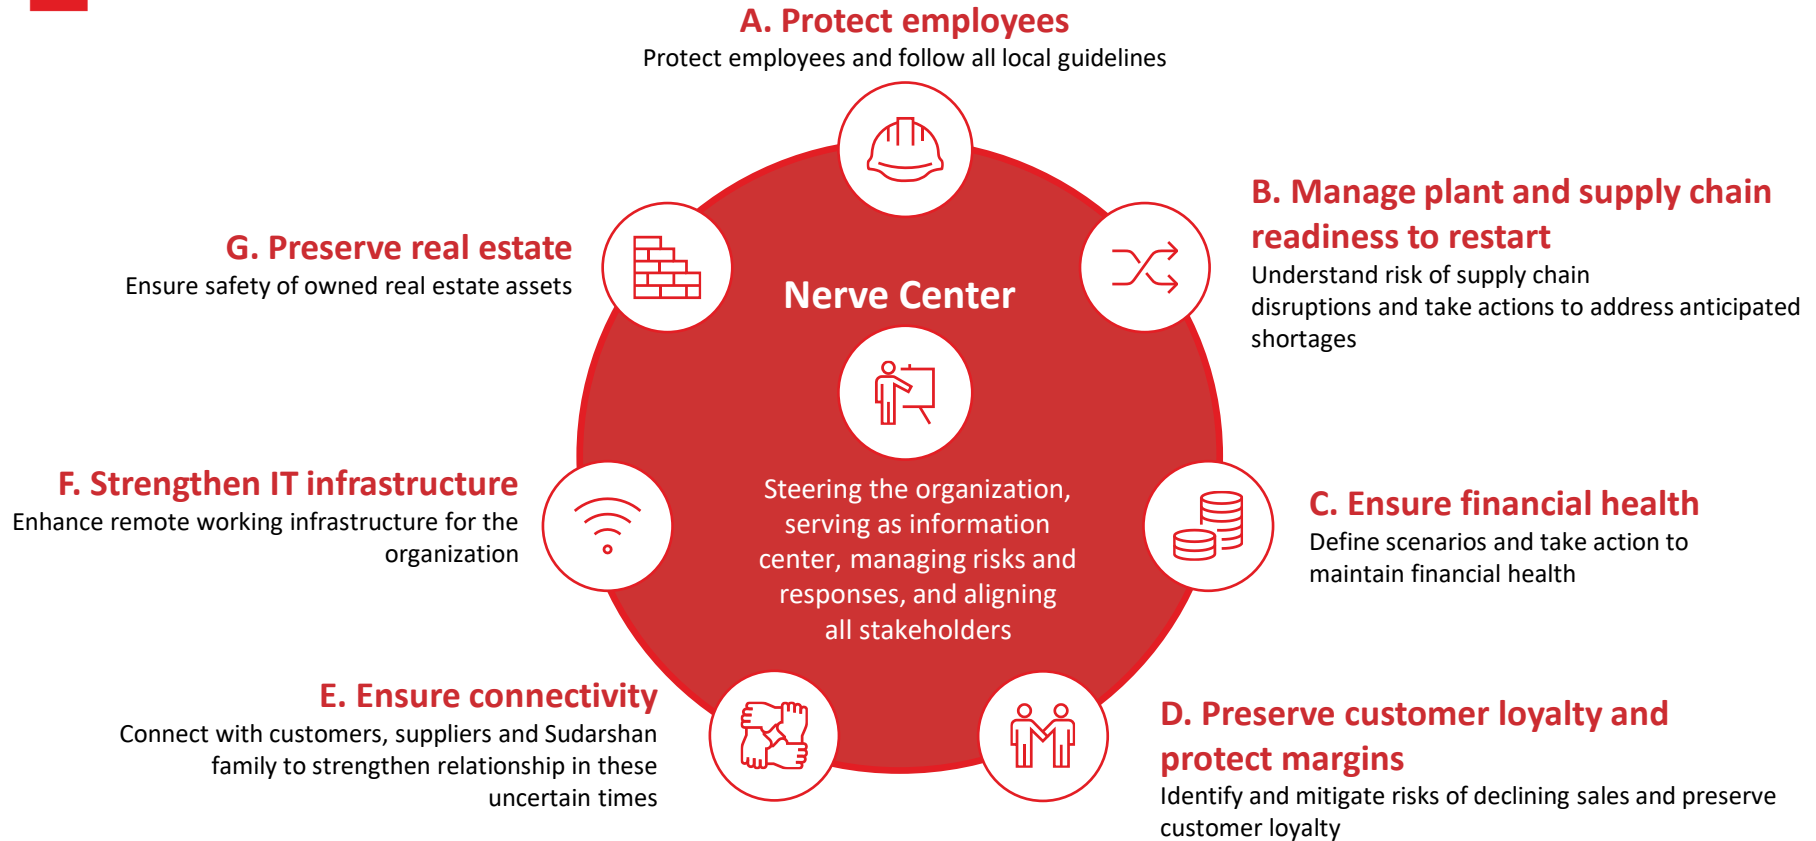 A. Protect employees
Protect employees and follow all local guidelines
B. Manage plant and supply chain
readiness to restart
Understand risk of supply chain
disruptions and take actions to address anticipated
shortages
G. Preserve real estate
Ensure safety of owned real estate assets
Nerve Center
Steering the organization,
serving as information
center, managing risks and
responses, and aligning
all stakeholders
C. Ensure financial health
Define scenarios and take action to
maintain financial health
F. Strengthen IT infrastructure
Enhance remote working infrastructure for the
organization
D. Preserve customer loyalty and
protect margins
Identify and mitigate risks of declining sales and preserve
customer loyalty
E. Ensure connectivity
Connect with customers, suppliers and Sudarshan
family to strengthen relationship in these
uncertain times